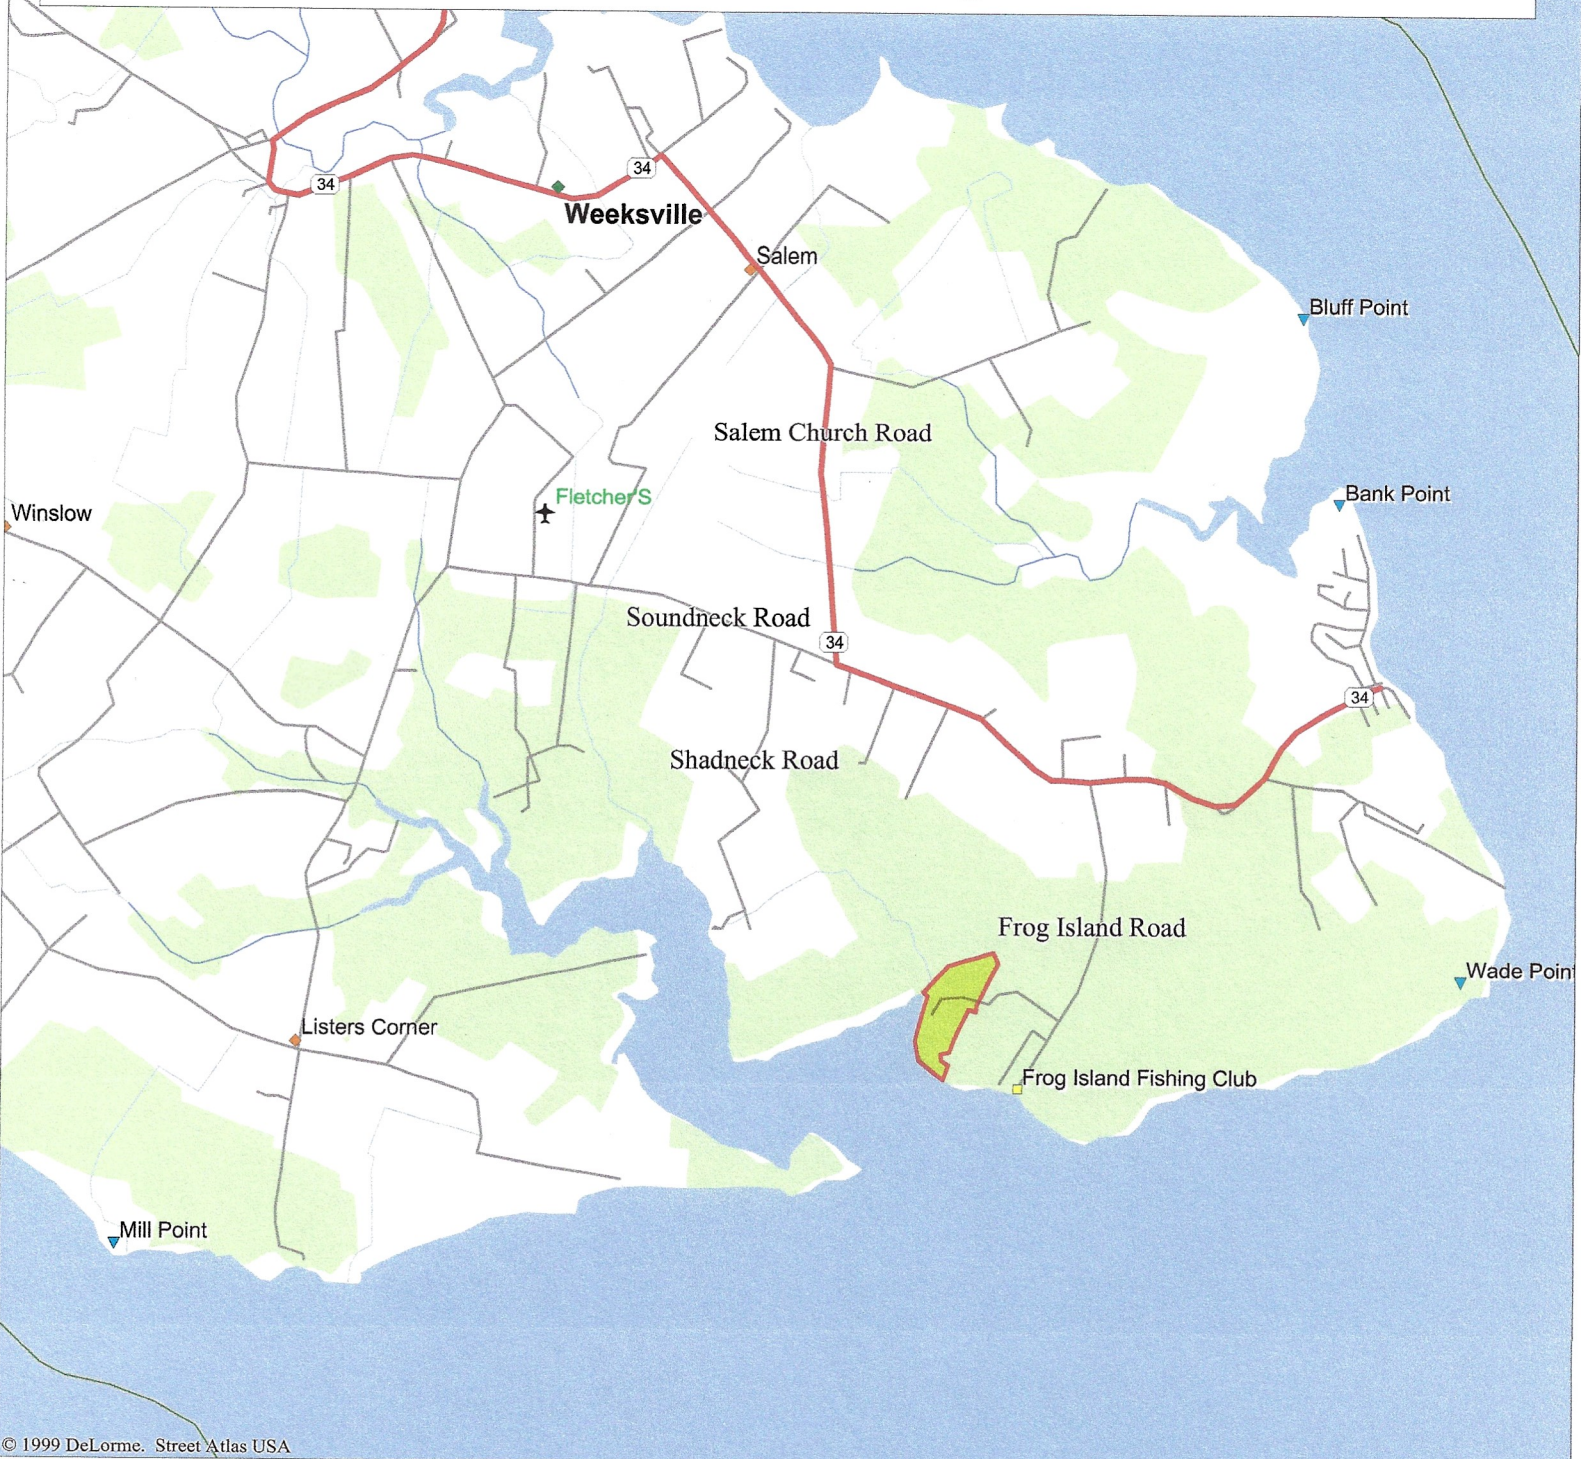 34
34
Weeksville
Salem
Bluff Point
Salem Church Road
Fletcher'S
Bank Point
Winslow
Soundneck Road
34
34
Shadneck Road
Frog Island Road
Wade Point
Listers Corner
Frog Island Fishing Club
Mill Point
© 1999 DeLorme. Street Atlas USA